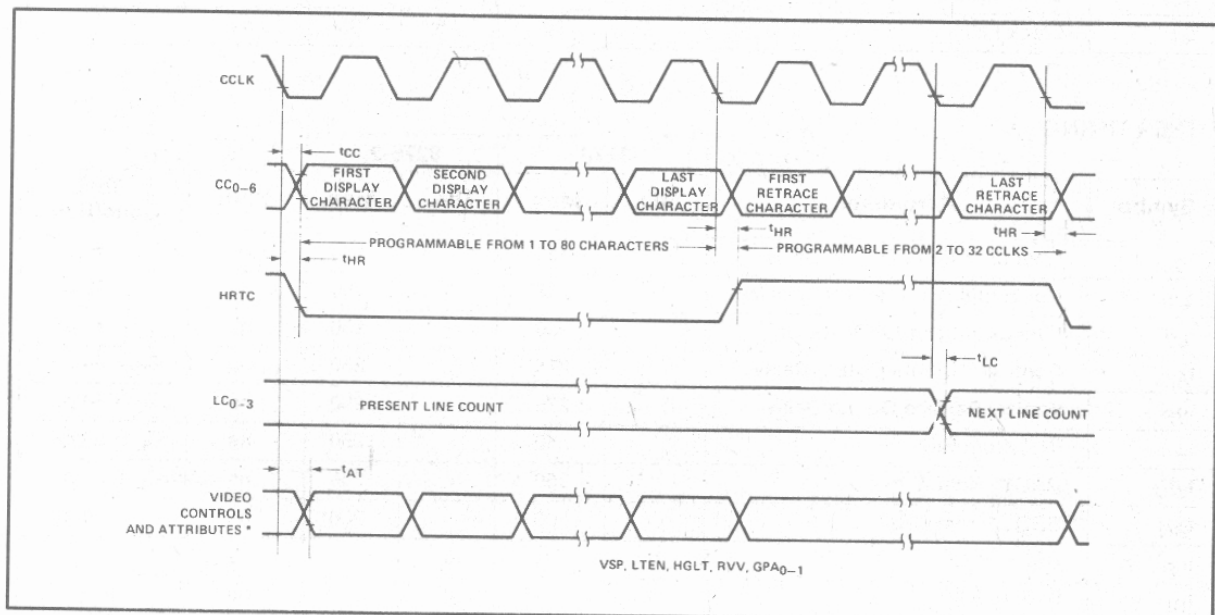 CCLK
tCC
CC0-6
FIRST DISPLAY CHARACTER
SECOND DISPLAY CHARACTER
LAST DISPLAY CHARACTER
FIRST RETRACE CHARACTER
LAST RETRACE CHARACTER
tHR
tHR
PROGRAMMABLE FROM 1 TO 80 CHARACTERS
PROGRAMMABLE FROM 2 TO 32 CCLKS
tHR
HRTC
tLC
LC0-3
PRESENT LINE COUNT
NEXT LINE COUNT
tAT
VIDEO
CONTROLS
AND ATTRIBUTES *
VSP, LTEN, HGLT, RVV, GPA0-1